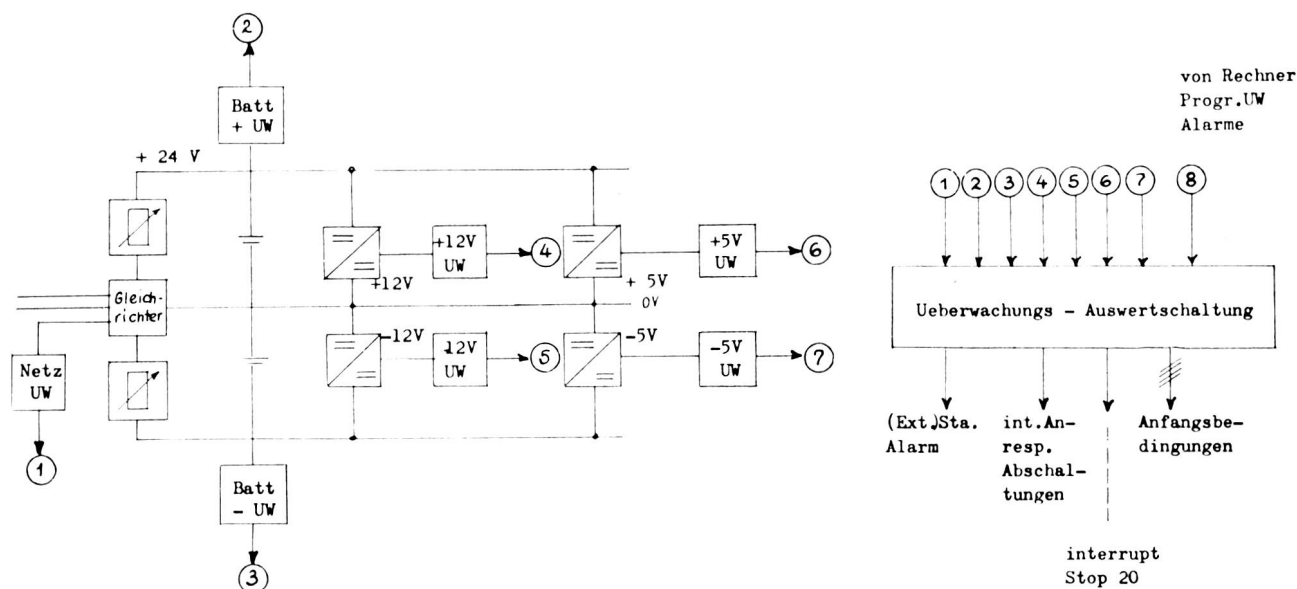 2
Batt
+ UW
+ 24 V
+12V
UW
4
+12V
+5V
UW
6
+ 5V
0V
Gleich-
richter
-12V
-12V
UW
5
-5V
-5V
UW
7
Netz
UW
1
Batt
- UW
3
von Rechner
Progr.UW
Alarme
1 2 3 4 5 6 7 8
Ueberwachungs - Auswertschaltung
(Ext.)Sta.
Alarm
int.An-
resp.
Abschal-
tungen
Anfangsbe-
dingungen
interrupt
Stop 20